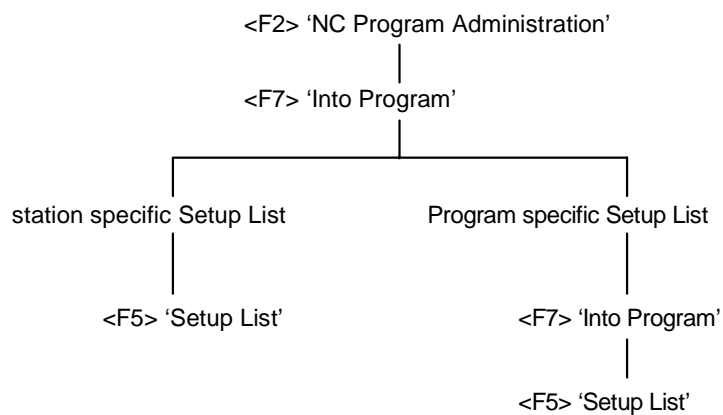 <F2> ‘NC Program Administration’
<F7> ‘Into Program’
station specific Setup List
Program specific Setup List
<F5> ‘Setup List’
<F7> ‘Into Program’
<F5> ‘Setup List’